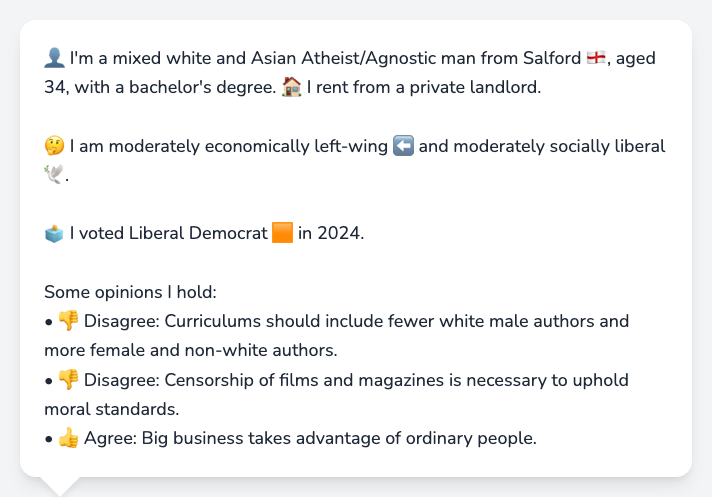 👤 I'm a mixed white and Asian Atheist/Agnostic man from Salford 🏴󠁧󠁢󠁥󠁮󠁧󠁿, aged
34, with a bachelor's degree. 🏠 I rent from a private landlord.
🤔 I am moderately economically left-wing ⬅️ and moderately socially liberal
🕊️.
🗳️ I voted Liberal Democrat 🟧 in 2024.
Some opinions I hold:
• 👎 Disagree: Curriculums should include fewer white male authors and
more female and non-white authors.
• 👎 Disagree: Censorship of films and magazines is necessary to uphold
moral standards.
• 👍 Agree: Big business takes advantage of ordinary people.